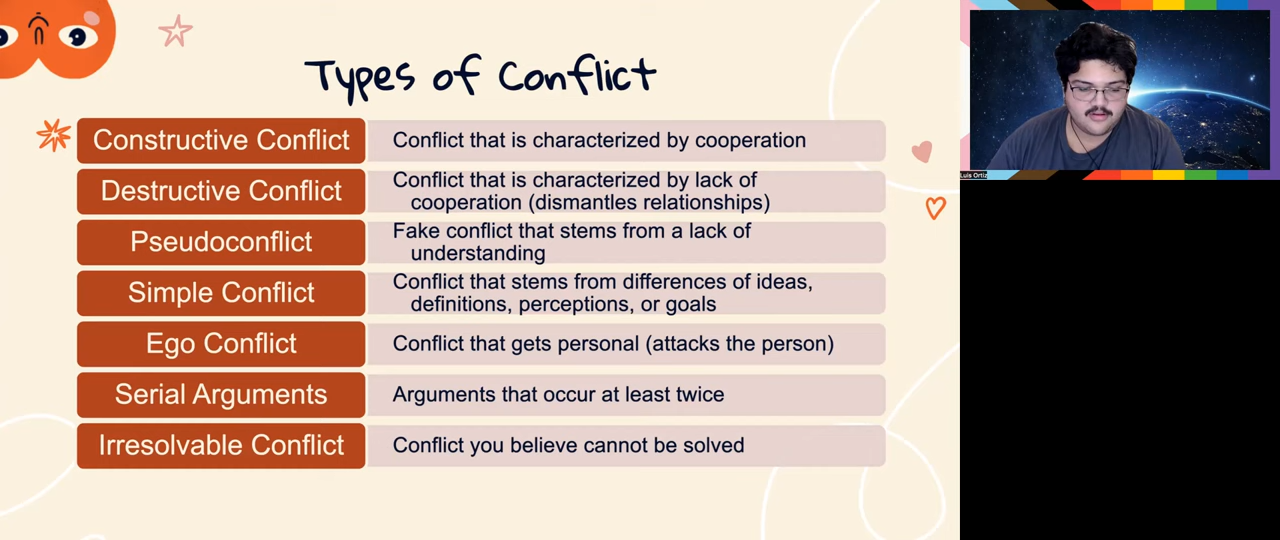 Types of Conflict
Constructive Conflict
Conflict that is characterized by cooperation
Destructive Conflict
Conflict that is characterized by lack of
cooperation (dismantles relationships)
Pseudoconflict
Fake conflict that stems from a lack of
understanding
Simple Conflict
Conflict that stems from differences of ideas,
definitions, perceptions, or goals
Ego Conflict
Conflict that gets personal (attacks the person)
Serial Arguments
Arguments that occur at least twice
Irresolvable Conflict
Conflict you believe cannot be solved
Luis Ortiz